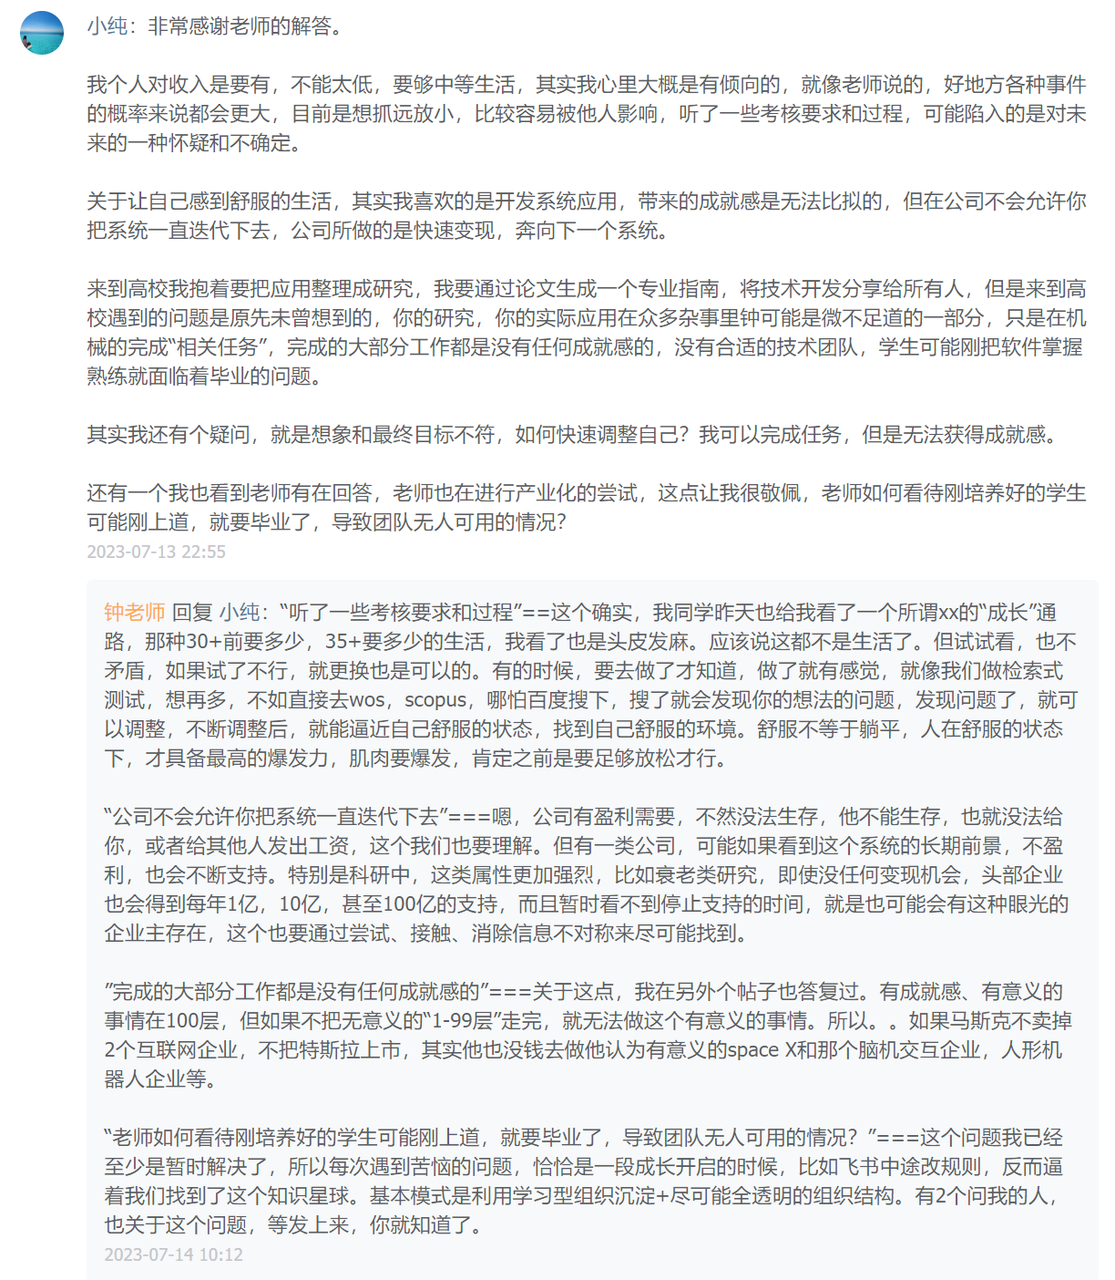 小纯：非常感谢老师的解答。
我个人对收入是要有，不能太低，要够中等生活，其实我心里大概是有倾向的，就像老师说的，好地方各种事件
的概率来说都会更大，目前是想抓远放小，比较容易被他人影响，听了一些考核要求和过程，可能陷入的是对未
来的一种怀疑和不确定。
关于让自己感到舒服的生活，其实我喜欢的是开发系统应用，带来的成就感是无法比拟的，但在公司不会允许你
把系统一直迭代下去，公司所做的是快速变现，奔向下一个系统。
来到高校我抱着要把应用整理成研究，我要通过论文生成一个专业指南，将技术开发分享给所有人，但是来到高
校遇到的问题是原先未曾想到的，你的研究，你的实际应用在众多杂事里钟可能是微不足道的一部分，只是在机
械的完成“相关任务”，完成的大部分工作都是没有任何成就感的，没有合适的技术团队，学生可能刚把软件掌握
熟练就面临着毕业的问题。
其实我还有个疑问，就是想象和最终目标不符，如何快速调整自己？我可以完成任务，但是无法获得成就感。
还有一个我也看到老师有在回答，老师也在进行产业化的尝试，这点让我很敬佩，老师如何看待刚培养好的学生
可能刚上道，就要毕业了，导致团队无人可用的情况？
2023-07-13 22:55
钟老师 回复 小纯：“听了一些考核要求和过程”==这个确实，我同学昨天也给我看了一个所谓xx的“成长”通
路，那种30+前要多少，35+要多少的生活，我看了也是头皮发麻。应该说这都不是生活了。但试试看，也不
矛盾，如果试了不行，就更换也是可以的。有的时候，要去做了才知道，做了就有感觉，就像我们做检索式
测试，想再多，不如直接去wos，scopus，哪怕百度搜下，搜了就会发现你的想法的问题，发现问题了，就可
以调整，不断调整后，就能逼近自己舒服的状态，找到自己舒服的环境。舒服不等于躺平，人在舒服的状态
下，才具备最高的爆发力，肌肉要爆发，肯定之前是要足够放松才行。
“公司不会允许你把系统一直迭代下去”===嗯，公司有盈利需要，不然没法生存，他不能生存，也就没法给
你，或者给其他人发出工资，这个我们也要理解。但有一类公司，可能如果看到这个系统的长期前景，不盈
利，也会不断支持。特别是科研中，这类属性更加强烈，比如衰老类研究，即使没任何变现机会，头部企业
也会得到每年1亿，10亿，甚至100亿的支持，而且暂时看不到停止支持的时间，就是也可能会有这种眼光的
企业主存在，这个也要通过尝试、接触、消除信息不对称来尽可能找到。
”完成的大部分工作都是没有任何成就感的”===关于这点，我在另外个帖子也答复过。有成就感、有意义的
事情在100层，但如果不把无意义的“1-99层”走完，就无法做这个有意义的事情。所以。。如果马斯克不卖掉
2个互联网企业，不把特斯拉上市，其实他也没钱去做他认为有意义的space X和那个脑机交互企业，人形机
器人企业等。
“老师如何看待刚培养好的学生可能刚上道，就要毕业了，导致团队无人可用的情况？”===这个问题我已经
至少是暂时解决了，所以每次遇到苦恼的问题，恰恰是一段成长开启的时候，比如飞书中途改规则，反而逼
着我们找到了这个知识星球。基本模式是利用学习型组织沉淀+尽可能全透明的组织结构。有2个问我的人，
也关于这个问题，等发上来，你就知道了。
2023-07-14 10:12